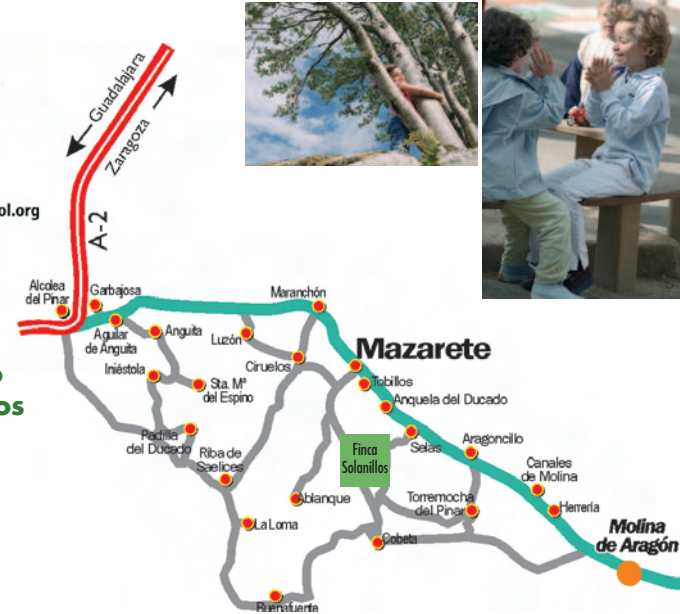 Guadalajara
Zaragoza
A-2
ol.org
Alcolea
del Pinar
Garbajosa
Maranchón
Aguilar
de Anguita
Anguita
Luzón
Mazarete
Iniéstola
Ciruelos
Tobillos
Sta. Mª
del Espino
Anquela del Ducado
os
Padilla
del Ducado
Selas
Aragoncillo
Finca
Solanillos
Riba de
Saelices
Canales
de Molina
Ablanque
Torremocha
del Pinar
Herrería
La Loma
Molina
de Aragón
Cobeta
Buenafuente